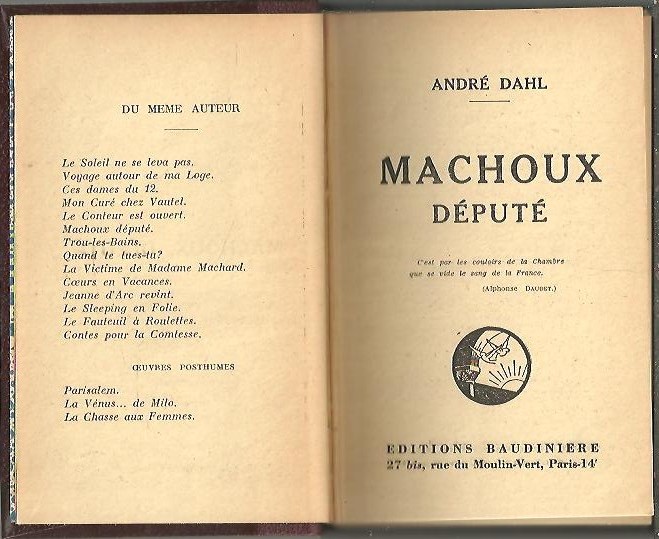 DU MEME AUTEUR
Le Soleil ne se leva pas.
Voyage autour de ma Loge.
Ces dames du 12.
Mon Curé chez Vautel.
Le Conteur est ouvert.
Machoux député.
Trou-les-Bains.
Quand te tues-tu?
La Victime de Madame Machard.
Cœurs en Vacances.
Jeanne d'Arc revint.
Le Sleeping en Folie.
Le Fauteuil à Roulettes.
Contes pour la Comtesse.
ŒUVRES POSTHUMES
Parisalem.
La Vénus... de Milo.
La Chasse aux Femmes.
ANDRÉ DAHL
MACHOUX
DÉPUTÉ
C'est par les couloirs de la Chambre
que se vide le sang de la France.
(Alphonse DAUDET.)
EDITIONS BAUDINIERE
27 bis, rue du Moulin-Vert, Paris-14ᵉ